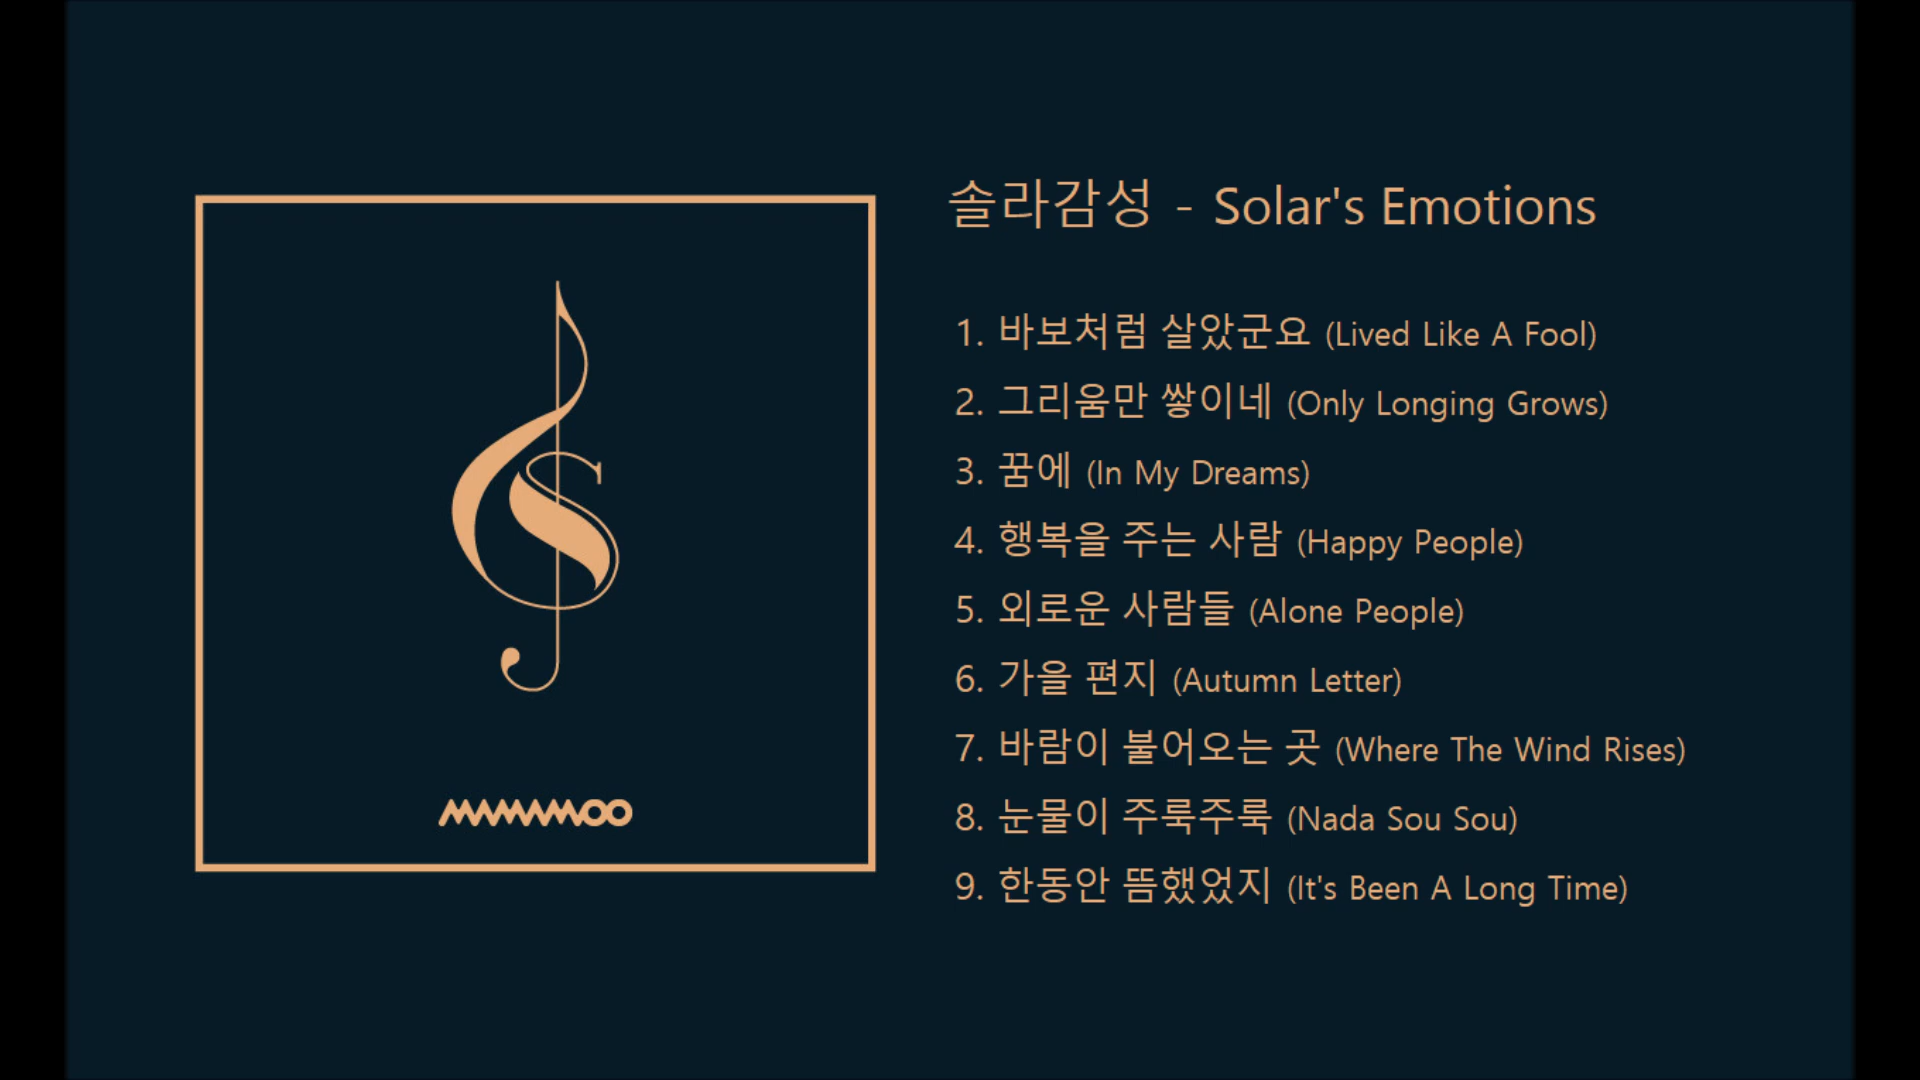 솔라감성 - Solar's Emotions
1. 바보처럼 살았군요 (Lived Like A Fool)
2. 그리움만 쌓이네 (Only Longing Grows)
3. 꿈에 (In My Dreams)
4. 행복을 주는 사람 (Happy People)
5. 외로운 사람들 (Alone People)
6. 가을 편지 (Autumn Letter)
7. 바람이 불어오는 곳 (Where The Wind Rises)
8. 눈물이 주룩주룩 (Nada Sou Sou)
9. 한동안 뜸했었지 (It's Been A Long Time)
S
MAMAMOO